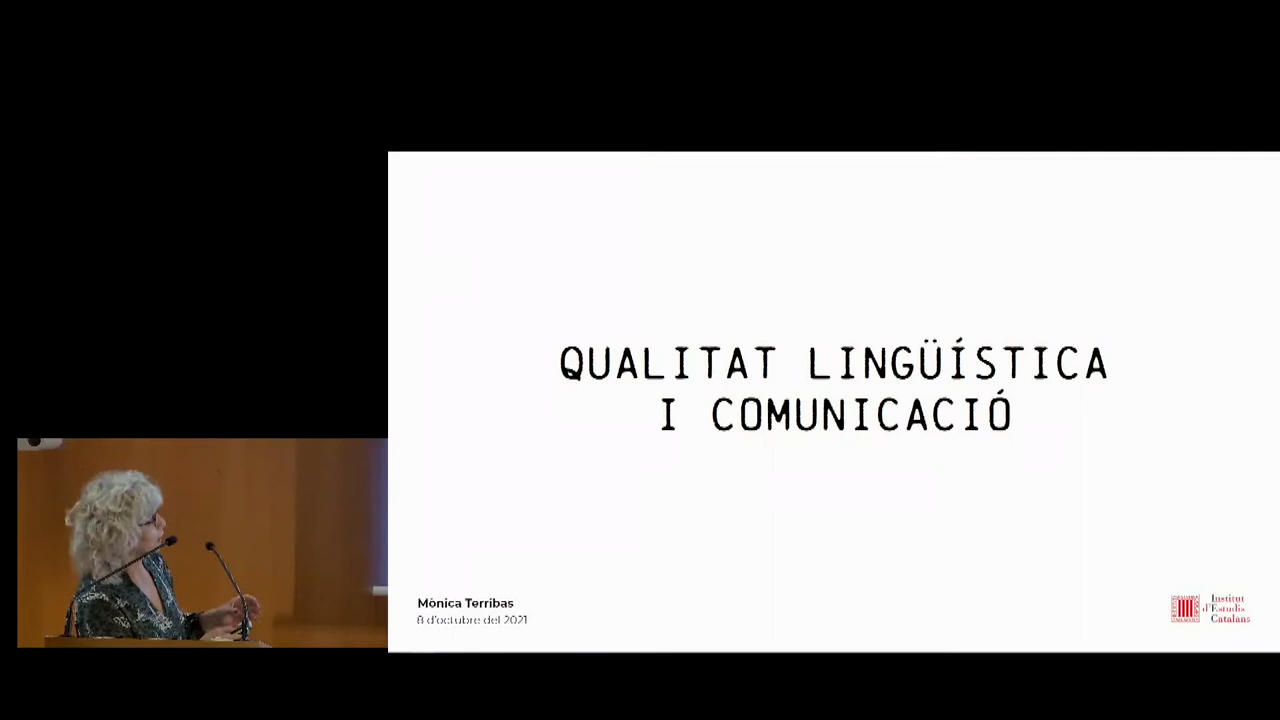 QUALITAT LINGÜÍSTICA
I COMUNICACIÓ
Mònica Terribas
8 d'octubre del 2021
Institut
d'Estudis
Catalans